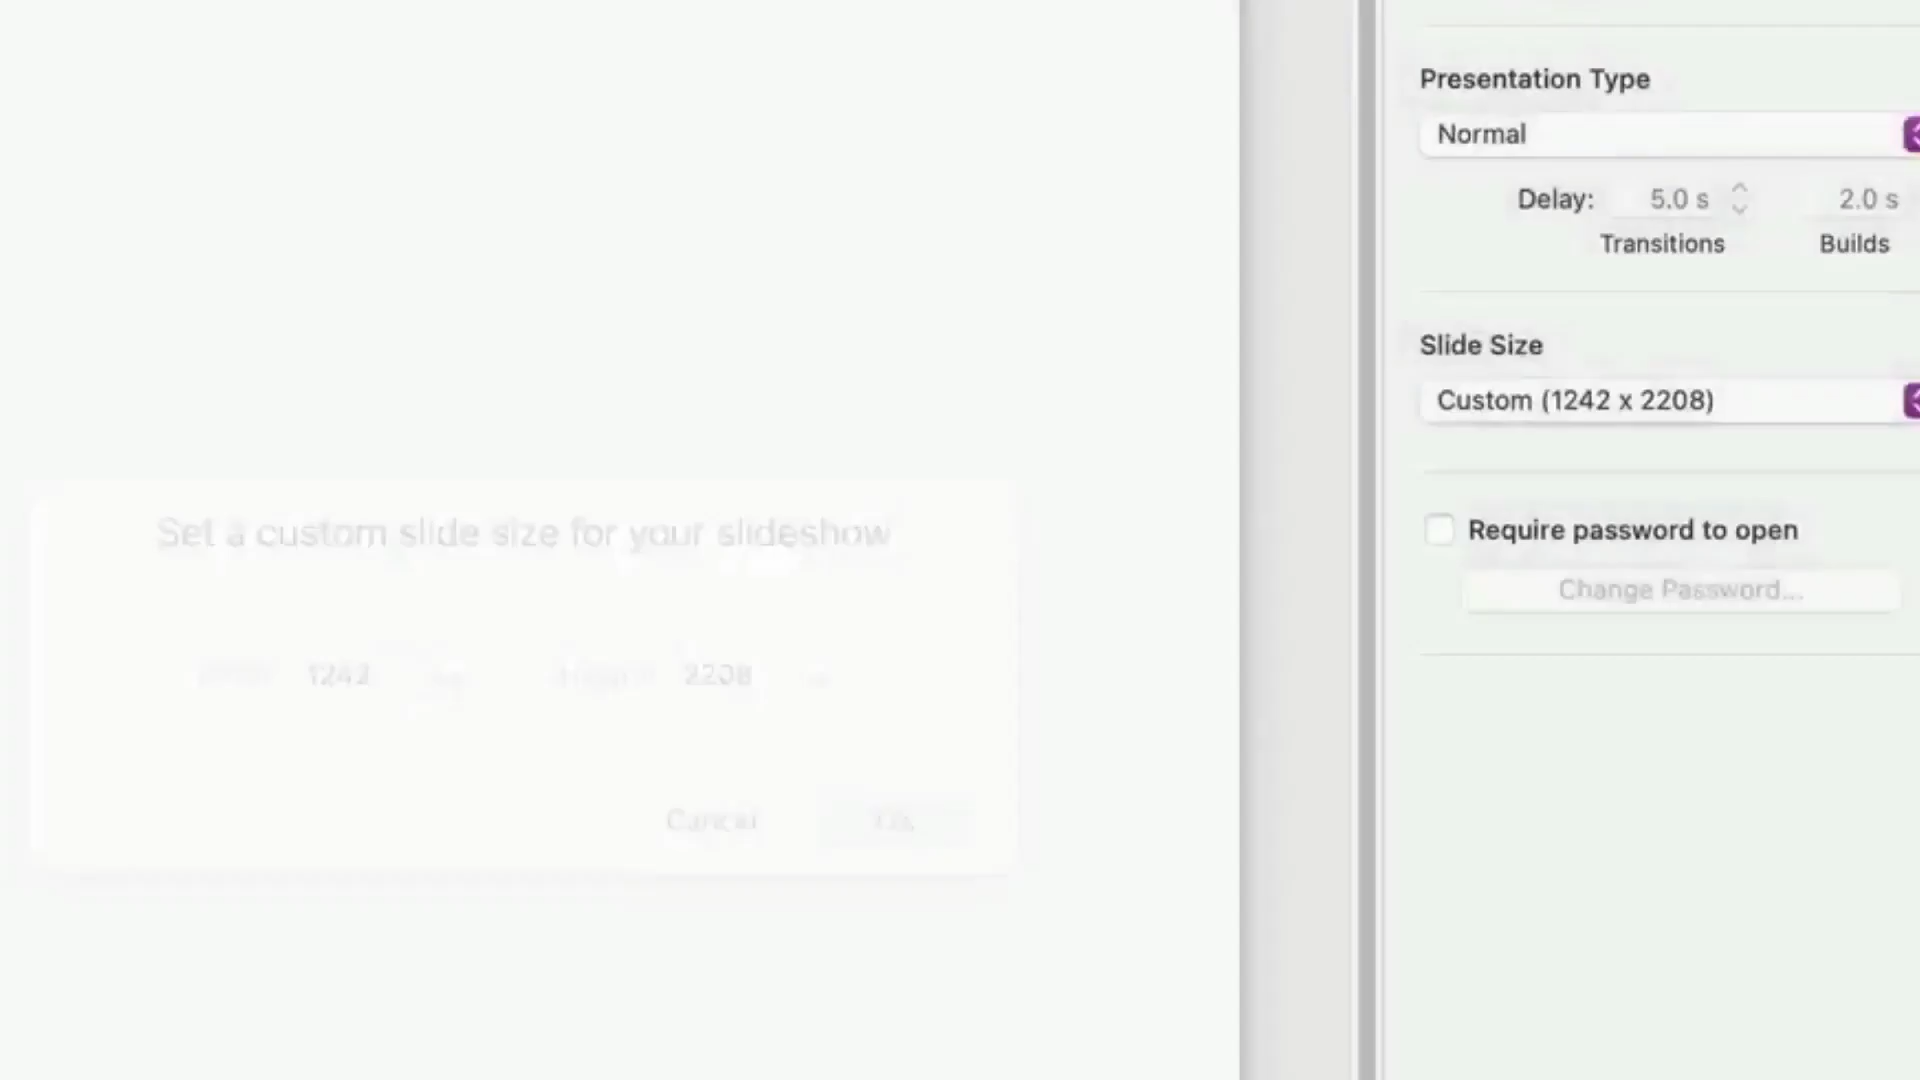 Presentation Type
Normal
Delay: 5.0 s 2.0 s
Transitions Builds
Slide Size
Custom (1242 x 2208)
Require password to open
Change Password...
Set a custom slide size for your slideshow
1242 2208
Cancel